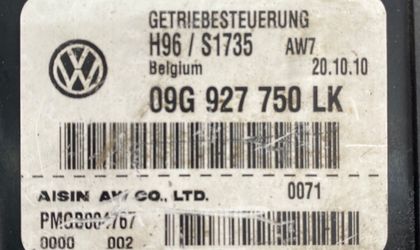 GETRIEBESTEUERUNG
H96 / S1735 AW7
Belgium 20.10.10
09G 927 750 LK
AISIN AW CO., LTD. 0071
PMGB004767
0000 002